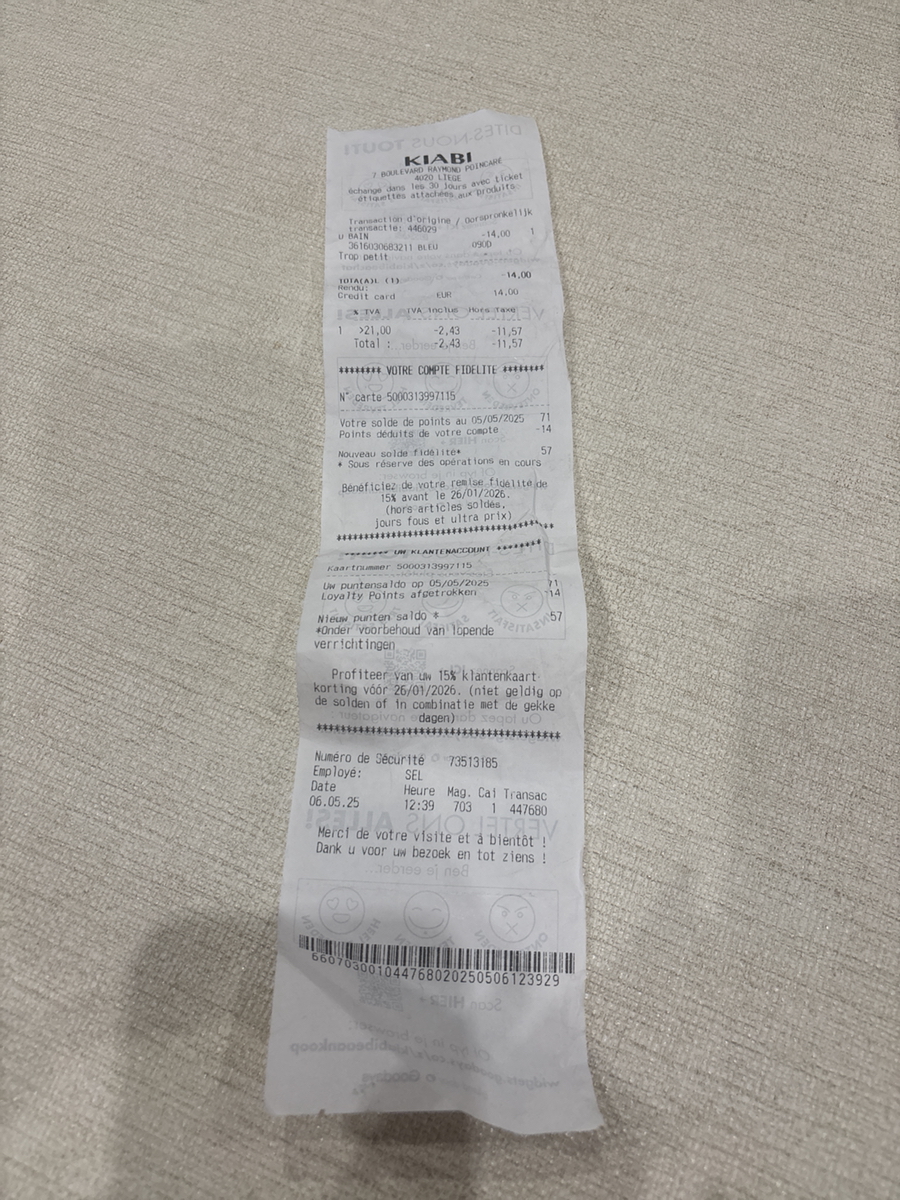 KIABI
7 BOULEVARD RAYMOND POINCARE
4020 LIEGE
échange dans les 30 jours avec ticket
étiquettes attachées aux produits
Transaction d'origine / Oorspronkelijk
transactie: 446029
U BAIN -14,00 1
3616030683211 BLEU 090D
Trop petit
TOTA(A)L (1) -14,00
Rendu:
Credit card EUR 14,00
% TVA TVA Inclus Hors Taxe
1 >21,00 -2,43 -11,57
Total : -2,43 -11,57
******** VOTRE COMPTE FIDELITE ********
N° carte 5000313997115
Votre solde de points au 05/05/2025 71
Points déduits de votre compte -14
Nouveau solde fidélité* 57
* Sous réserve des opérations en cours
Bénéficiez de votre remise fidélité de
15% avant le 26/01/2026.
(hors articles soldés,
jours fous et ultra prix)
******** UW KLANTENACCOUNT ********
Kaartnummer 5000313997115
Uw puntensaldo op 05/05/2025 71
Loyalty Points afgetrokken -14
Nieuw punten saldo * 57
*Onder voorbehoud van lopende
verrichtingen
Profiteer van uw 15% klantenkaart
korting vóór 26/01/2026. (niet geldig op
de solden of in combinatie met de gekke
dagen)
Numéro de Sécurité 73513185
Employé: SEL
Date Heure Mag. Cai Transac
06.05.25 12:39 703 1 447680
Merci de votre visite et à bientôt !
Dank u voor uw bezoek en tot ziens !
660703001044768020250506123929